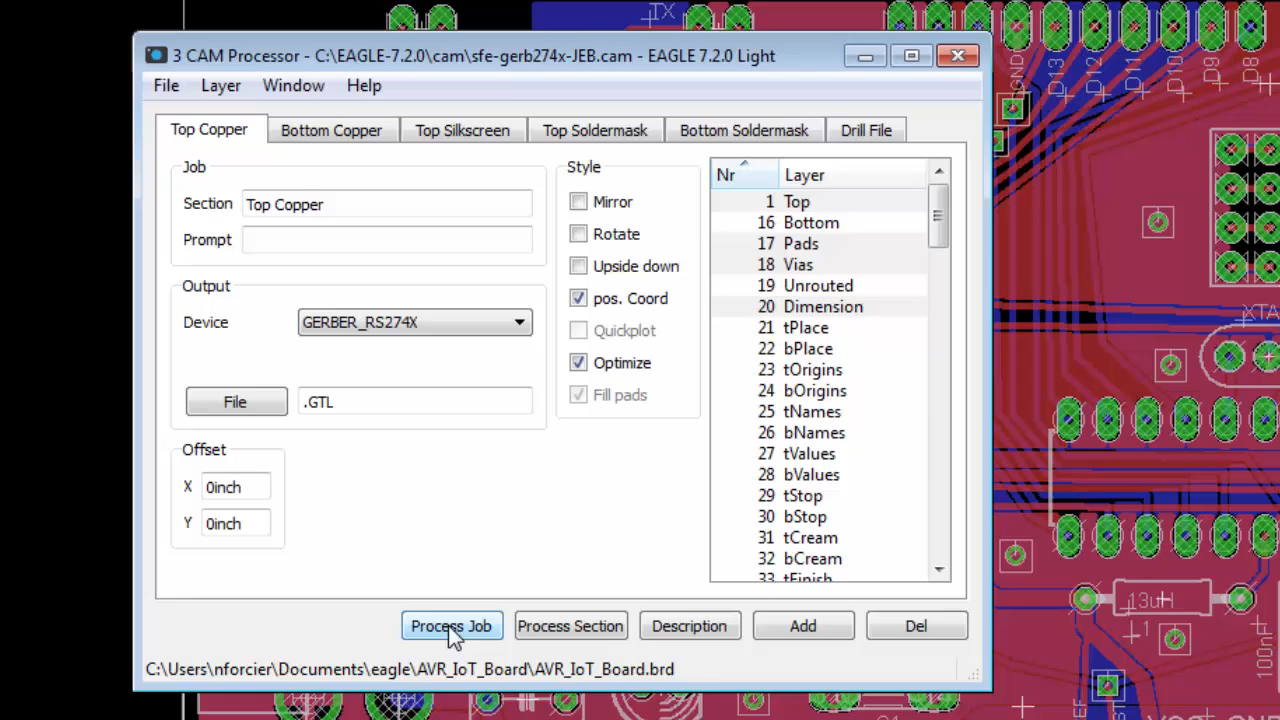 TX
3 CAM Processor - C:\EAGLE-7.2.0\cam\sfe-gerb274x-JEB.cam - EAGLE 7.2.0 Light
File Layer Window Help
Top Copper Bottom Copper Top Silkscreen Top Soldermask Bottom Soldermask Drill File
Job
Section Top Copper
Prompt
Output
Device GERBER_RS274X
File .GTL
Offset
X 0inch
Y 0inch
Style
Mirror
Rotate
Upside down
pos. Coord
Quickplot
Optimize
Fill pads
Nr Layer
1 Top
16 Bottom
17 Pads
18 Vias
19 Unrouted
20 Dimension
21 tPlace
22 bPlace
23 tOrigins
24 bOrigins
25 tNames
26 bNames
27 tValues
28 bValues
29 tStop
30 bStop
31 tCream
32 bCream
33 tFinish
Process Job Process Section Description Add Del
C:\Users\nforcier\Documents\eagle\AVR_IoT_Board\AVR_IoT_Board.brd
GND
D13
D12
D11
D10
D9
D8
XTA
13uH
100nF